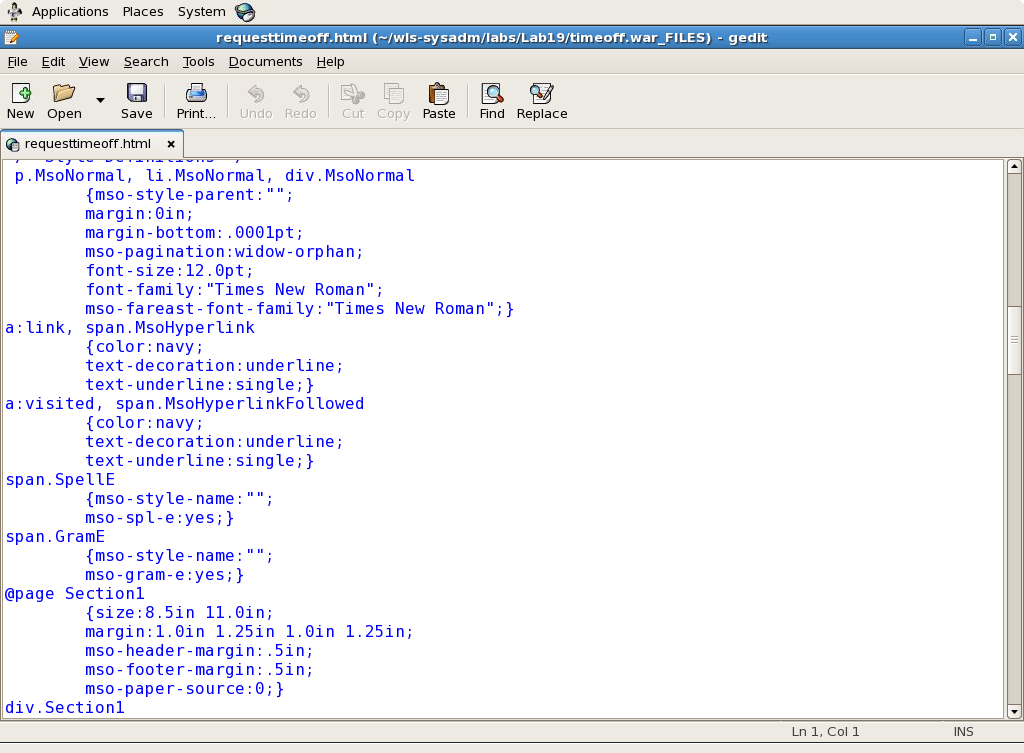 Applications Places System
requesttimeoff.html (~/wls-sysadm/labs/Lab19/timeoff.war_FILES) - gedit
File Edit View Search Tools Documents Help
New Open Save Print... Undo Redo Cut Copy Paste Find Replace
requesttimeoff.html
/* Style Definitions */
p.MsoNormal, li.MsoNormal, div.MsoNormal
{mso-style-parent:"";
margin:0in;
margin-bottom:.0001pt;
mso-pagination:widow-orphan;
font-size:12.0pt;
font-family:"Times New Roman";
mso-fareast-font-family:"Times New Roman";}
a:link, span.MsoHyperlink
{color:navy;
text-decoration:underline;
text-underline:single;}
a:visited, span.MsoHyperlinkFollowed
{color:navy;
text-decoration:underline;
text-underline:single;}
span.SpellE
{mso-style-name:"";
mso-spl-e:yes;}
span.GramE
{mso-style-name:"";
mso-gram-e:yes;}
@page Section1
{size:8.5in 11.0in;
margin:1.0in 1.25in 1.0in 1.25in;
mso-header-margin:.5in;
mso-footer-margin:.5in;
mso-paper-source:0;}
div.Section1
Ln 1, Col 1 INS